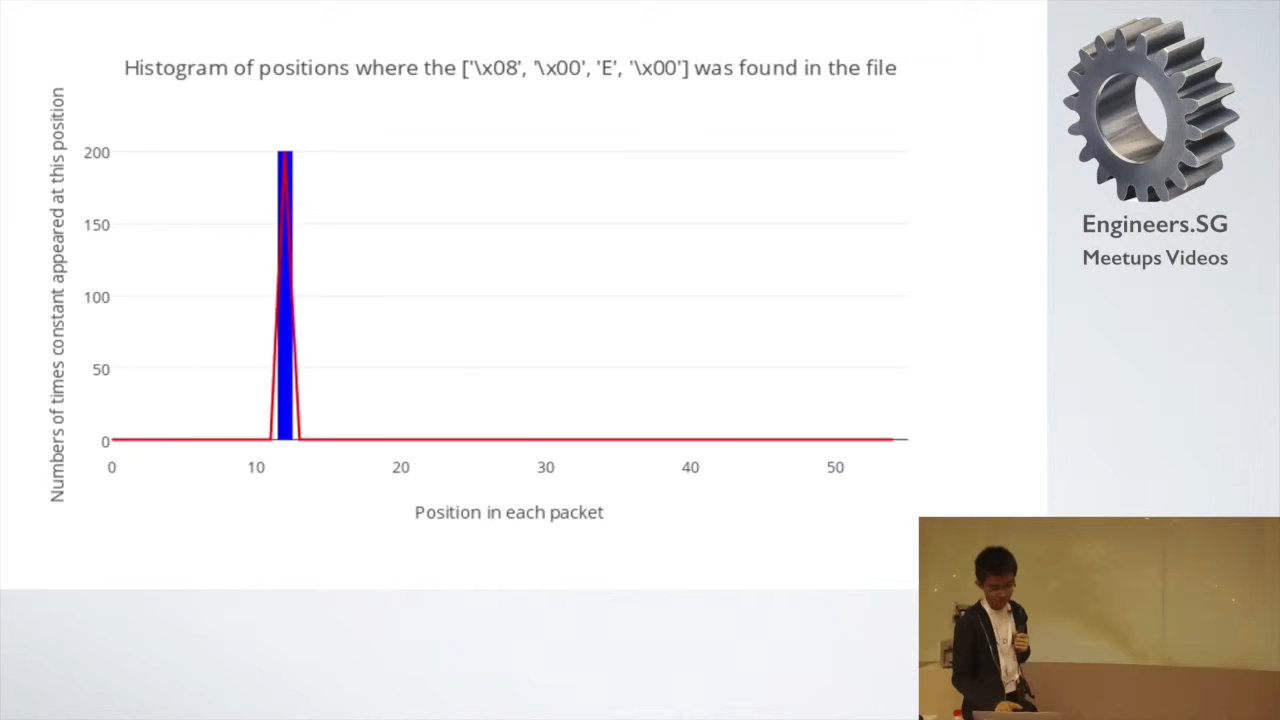 Histogram of positions where the ['\x08', '\x00', 'E', '\x00'] was found in the file
Numbers of times constant appeared at this position
200
150
100
50
0
0 10 20 30 40 50
Position in each packet
Engineers.SG
Meetups Videos